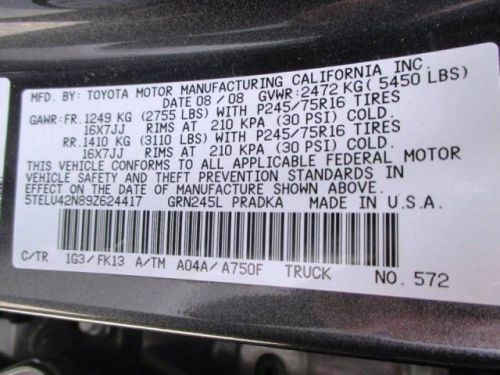 MFD. BY: TOYOTA MOTOR MANUFACTURING CALIFORNIA INC.
DATE 08/08 GVWR:2472 KG( 5450 LBS)
GAWR:FR.1249 KG (2755 LBS) WITH P245/75R16 TIRES
16X7JJ RIMS AT 210 KPA (30 PSI) COLD.
RR.1410 KG (3110 LBS) WITH P245/75R16 TIRES
16X7JJ RIMS AT 210 KPA (30 PSI) COLD.
THIS VEHICLE CONFORMS TO ALL APPLICABLE FEDERAL MOTOR
VEHICLE SAFETY AND THEFT PREVENTION STANDARDS IN
EFFECT ON THE DATE OF MANUFACTURE SHOWN ABOVE.
5TELU42N89Z624417 GRN245L PRADKA MADE IN U.S.A.
C/TR 1G3/FK13 A/TM A04A/A750F TRUCK NO.572